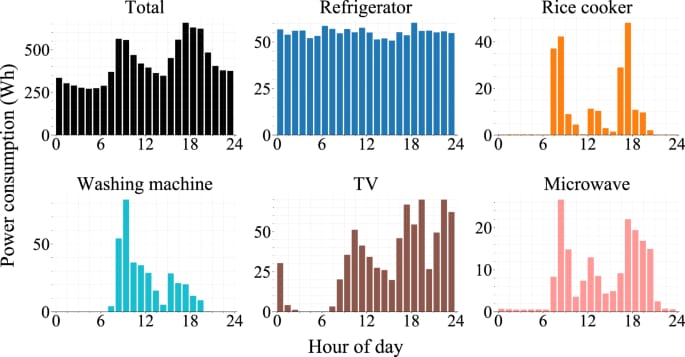 Total
Refrigerator
Rice cooker
500
250
0
0 6 12 18 24
50
25
0
0 6 12 18 24
40
20
0
0 6 12 18 24
Power consumption (Wh)
Washing machine
TV
Microwave
50
0
0 6 12 18 24
50
25
0
0 6 12 18 24
20
10
0
0 6 12 18 24
Hour of day